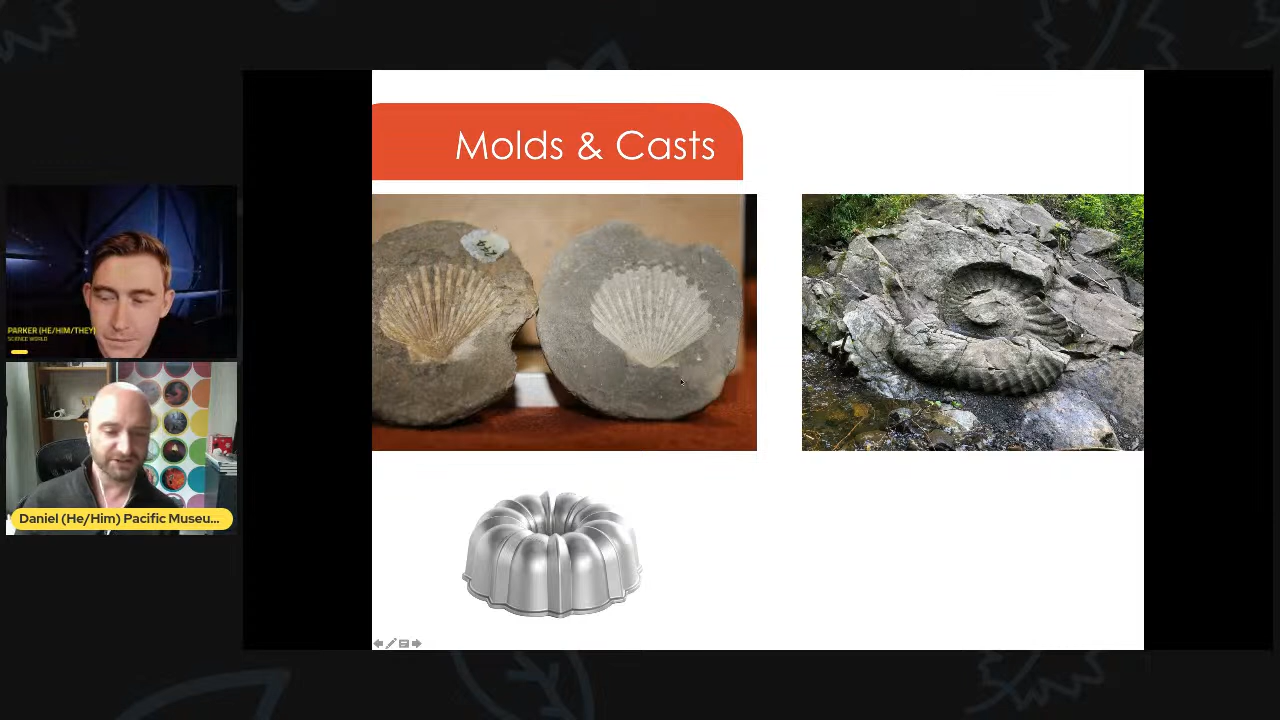 Molds & Casts
PARKER (HE/HIM/THEY)
SCIENCE WORLD
Daniel (He/Him) Pacific Museu...